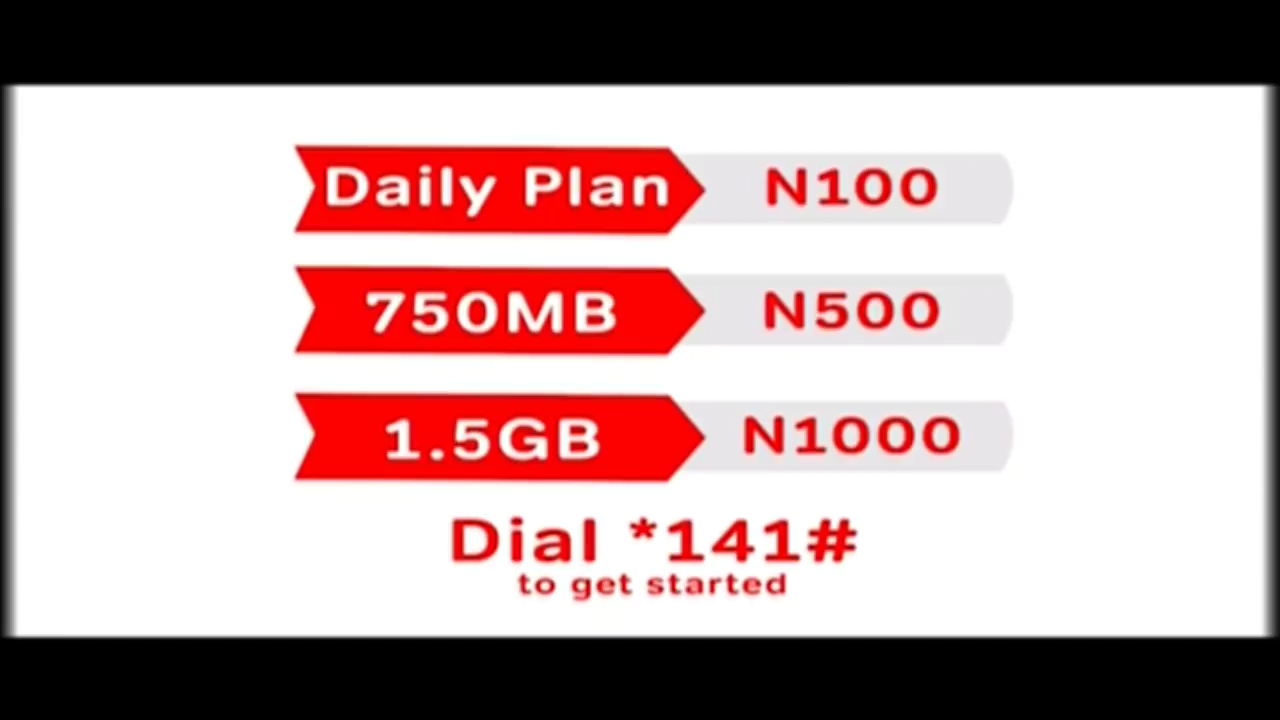 Daily Plan N100
750MB N500
1.5GB N1000
Dial *141#
to get started